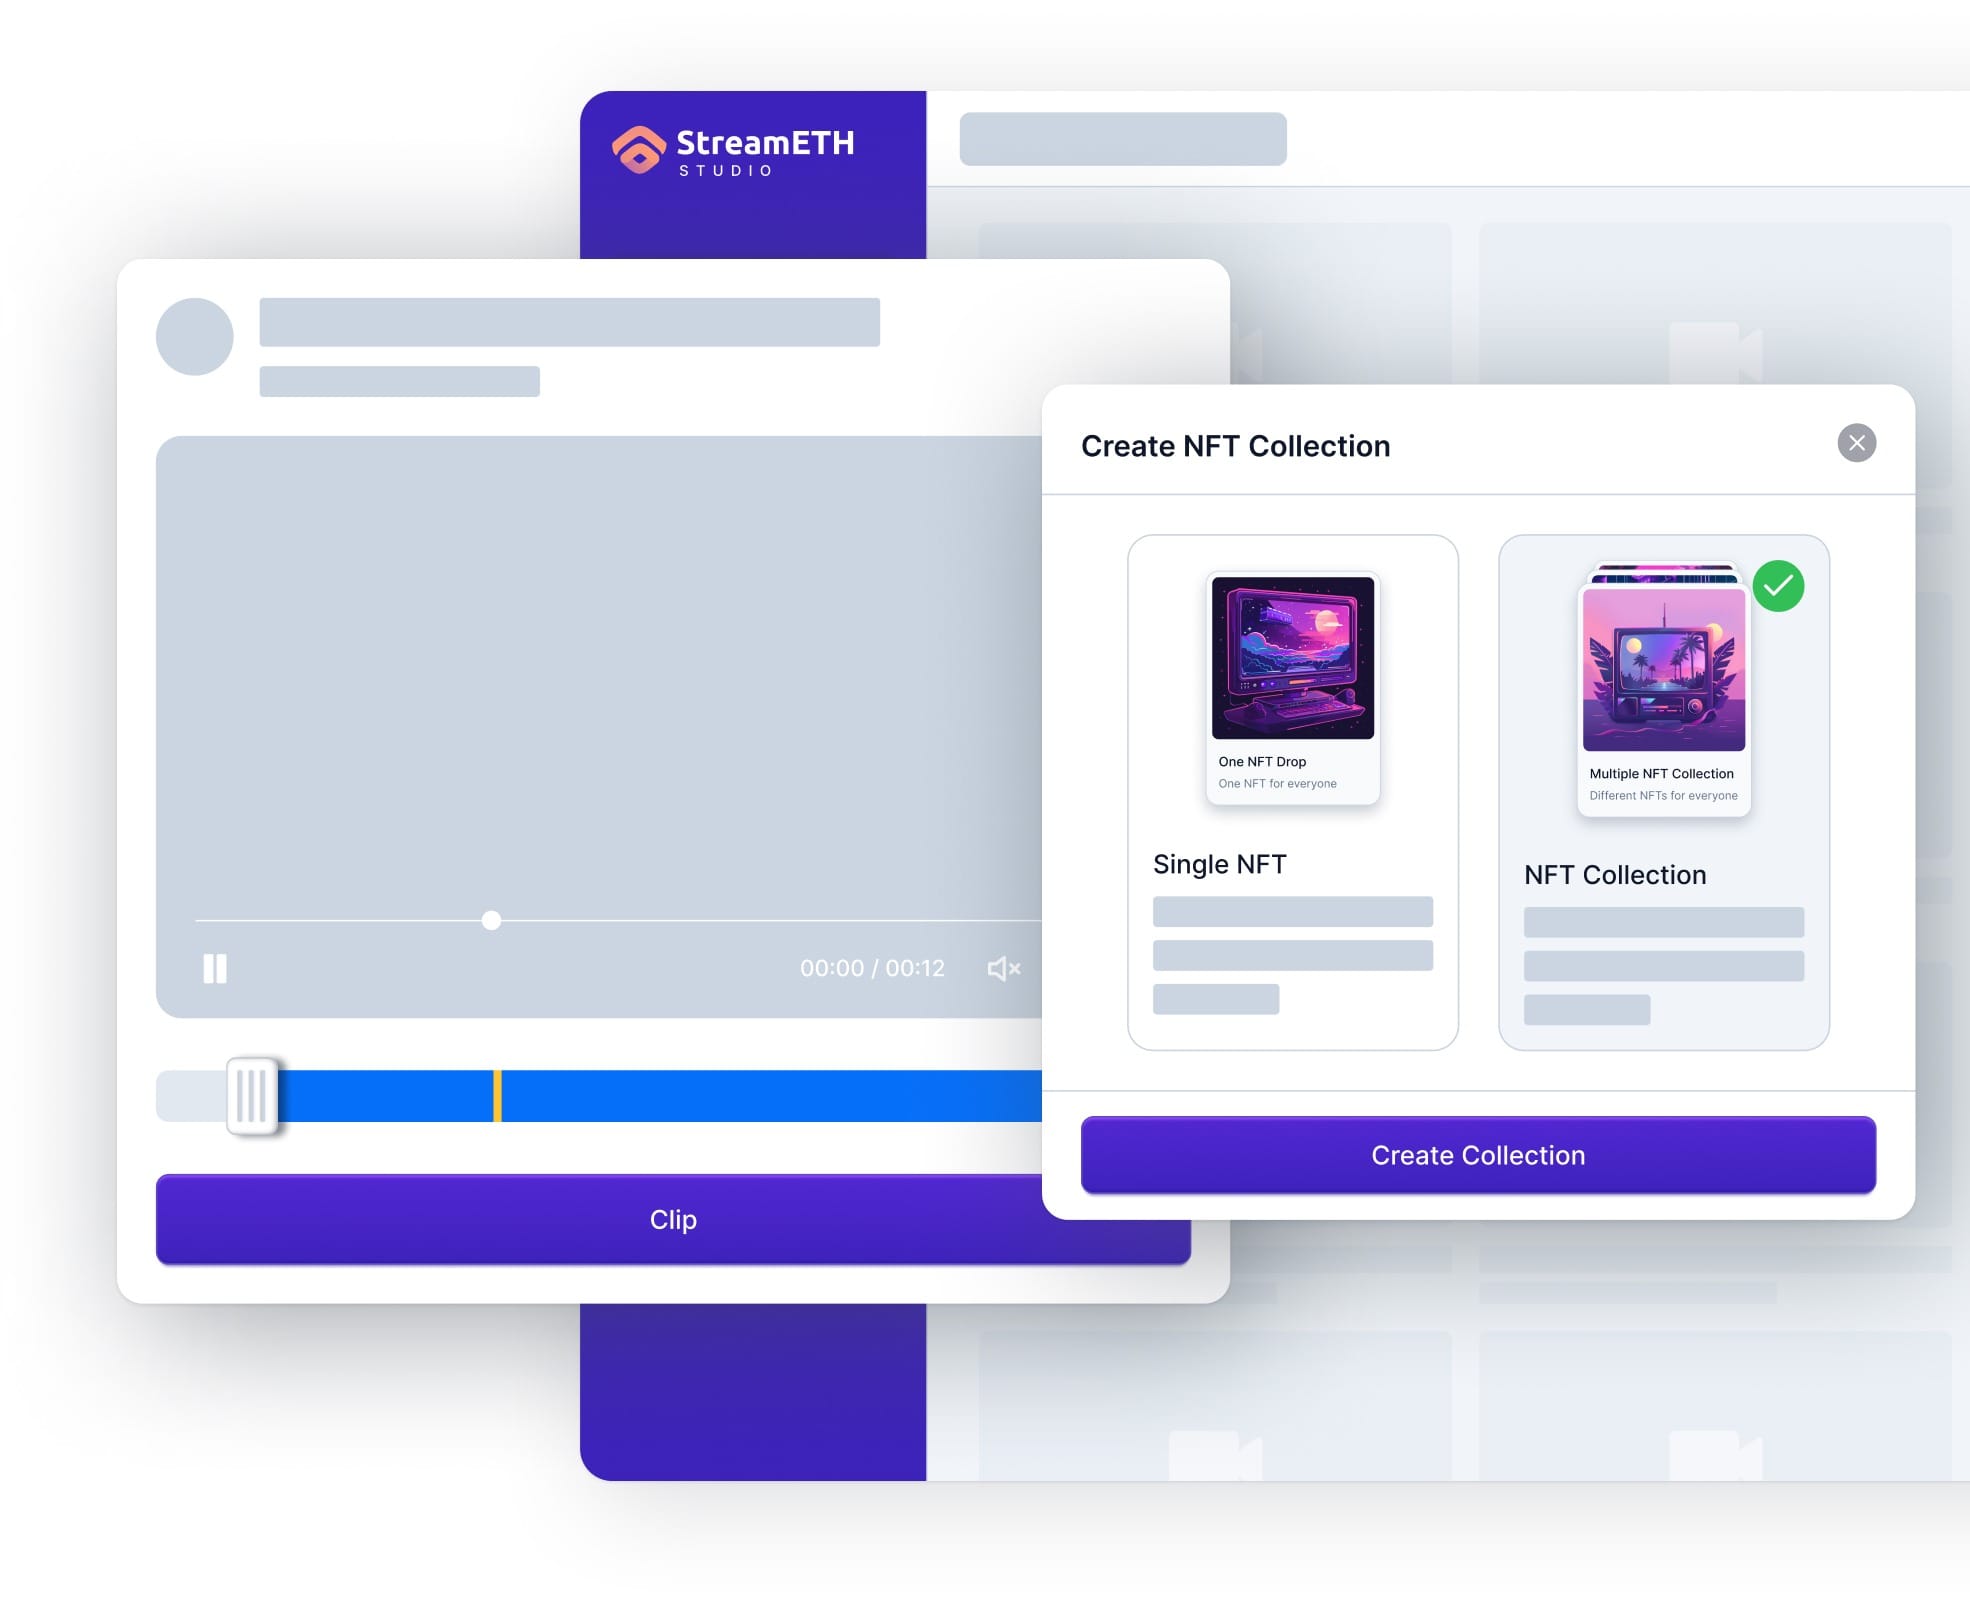 StreamETH
STUDIO
Create NFT Collection
One NFT Drop
One NFT for everyone
Single NFT
Multiple NFT Collection
Different NFTs for everyone
NFT Collection
00:00 / 00:12
Create Collection
Clip